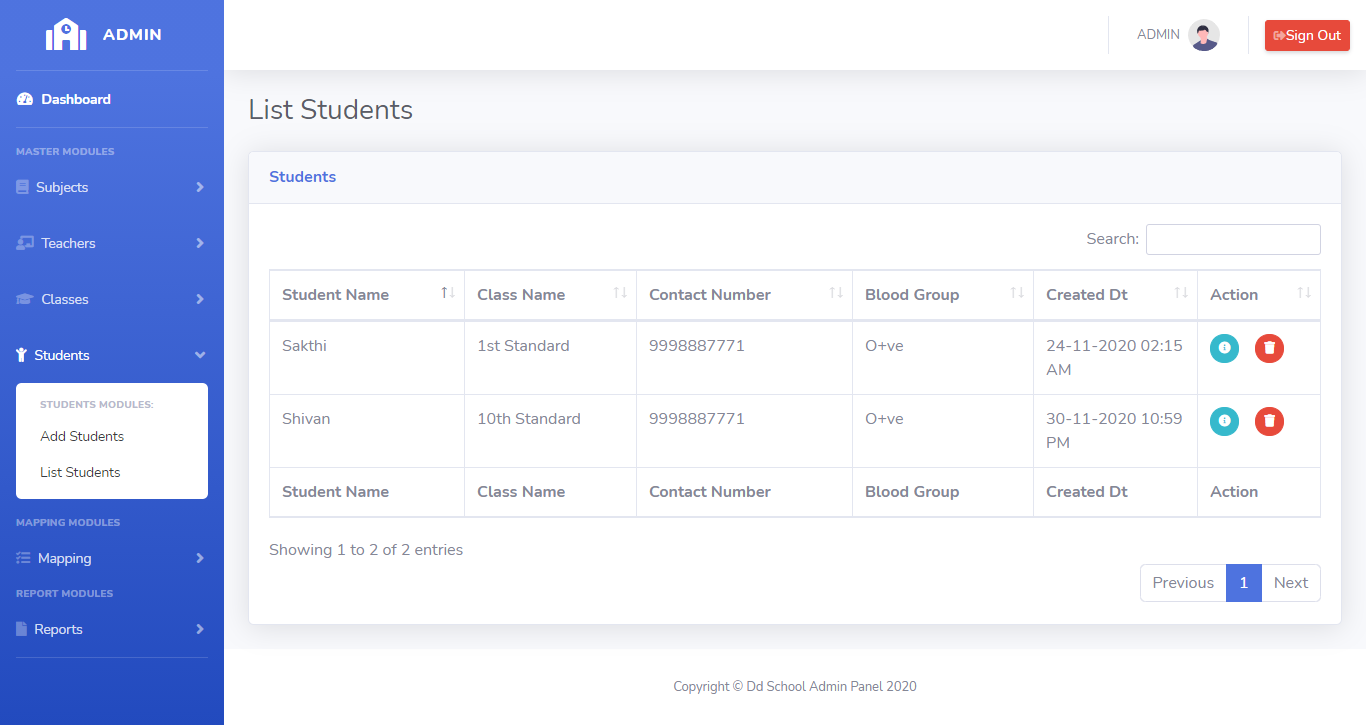 ADMIN
ADMIN
Sign Out
Dashboard
MASTER MODULES
Subjects
Teachers
Classes
Students
STUDENTS MODULES:
Add Students
List Students
MAPPING MODULES
Mapping
REPORT MODULES
Reports
List Students
Students
Search:
Student Name Class Name Contact Number Blood Group Created Dt Action
Sakthi 1st Standard 9998887771 O+ve 24-11-2020 02:15
AM
Shivan 10th Standard 9998887771 O+ve 30-11-2020 10:59
PM
Student Name Class Name Contact Number Blood Group Created Dt Action
Showing 1 to 2 of 2 entries
Previous 1 Next
Copyright © Dd School Admin Panel 2020